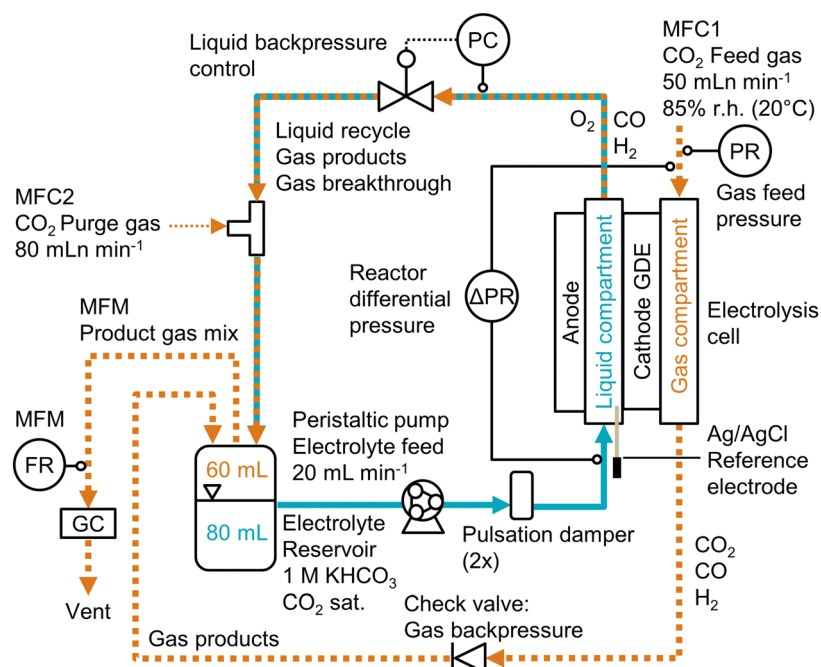 Liquid backpressure
control
PC
MFC1
CO₂ Feed gas
50 mLn min⁻¹
85% r.h. (20°C)
O₂
CO
H₂
PR
Gas feed
pressure
Liquid recycle
Gas products
Gas breakthrough
MFC2
CO₂ Purge gas
80 mLn min⁻¹
Reactor
differential
pressure
ΔPR
Anode
Liquid compartment
Cathode GDE
Gas compartment
Electrolysis
cell
MFM
Product gas mix
MFM
FR
GC
Vent
60 mL
80 mL
Peristaltic pump
Electrolyte feed
20 mL min⁻¹
Electrolyte
Reservoir
1 M KHCO₃
CO₂ sat.
Pulsation damper
(2x)
Ag/AgCl
Reference
electrode
CO₂
CO
H₂
Check valve:
Gas backpressure
Gas products